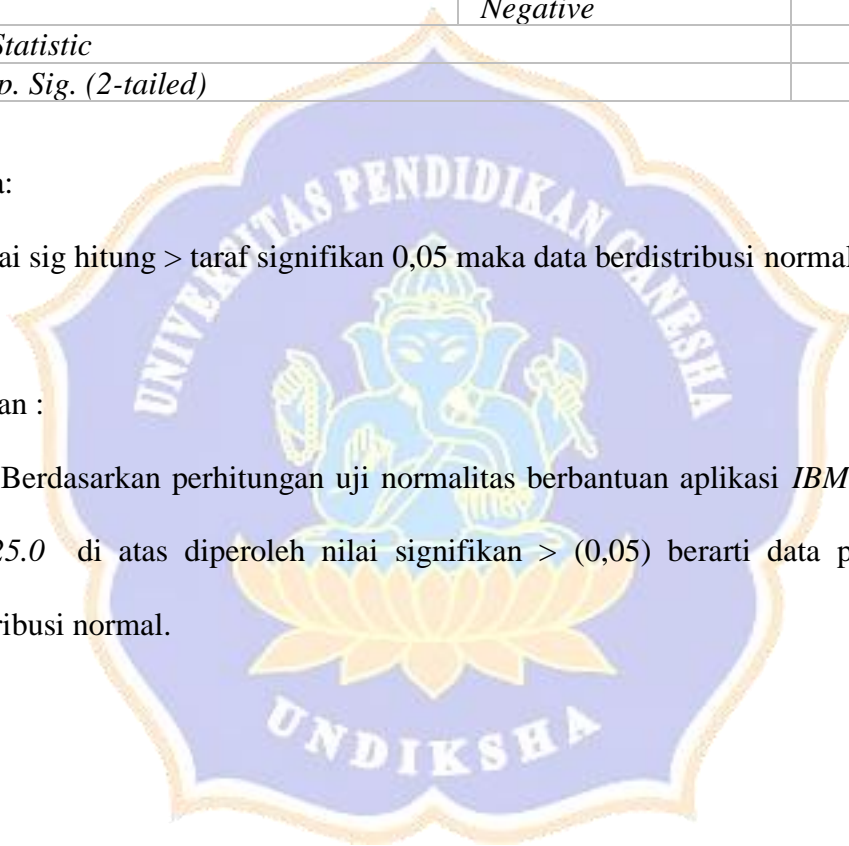 Negative
Statistic
p. Sig. (2-tailed)
a:
ai sig hitung > taraf signifikan 0,05 maka data berdistribusi normal
an :
Berdasarkan perhitungan uji normalitas berbantuan aplikasi IBM
25.0 di atas diperoleh nilai signifikan > (0,05) berarti data p
ribusi normal.
UNIVERSITAS PENDIDIKAN GANESHA
UNDIKSHA